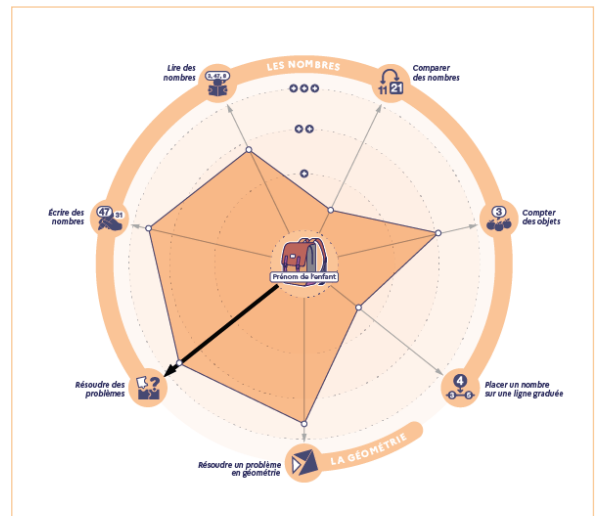 LES NOMBRES
Lire des
nombres
3, 47, 8
Comparer
des nombres
11 21
Écrire des
nombres
47 31
3
Compter
des objets
Prénom de l'enfant
Résoudre des
problèmes
?
4
3 5
Placer un nombre
sur une ligne graduée
Résoudre un problème
en géométrie
LA GÉOMÉTRIE